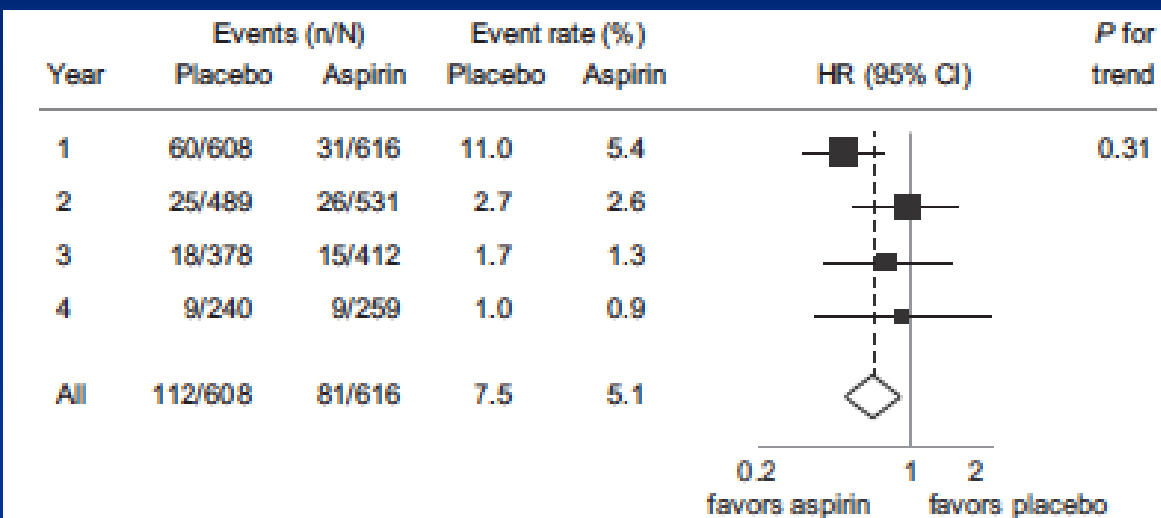 Events (n/N) Event rate (%) P for
Year Placebo Aspirin Placebo Aspirin HR (95% CI) trend
1 60/608 31/616 11.0 5.4 0.31
2 25/489 26/531 2.7 2.6
3 18/378 15/412 1.7 1.3
4 9/240 9/259 1.0 0.9
All 112/608 81/616 7.5 5.1
0.2 1 2
favors aspirin favors placebo